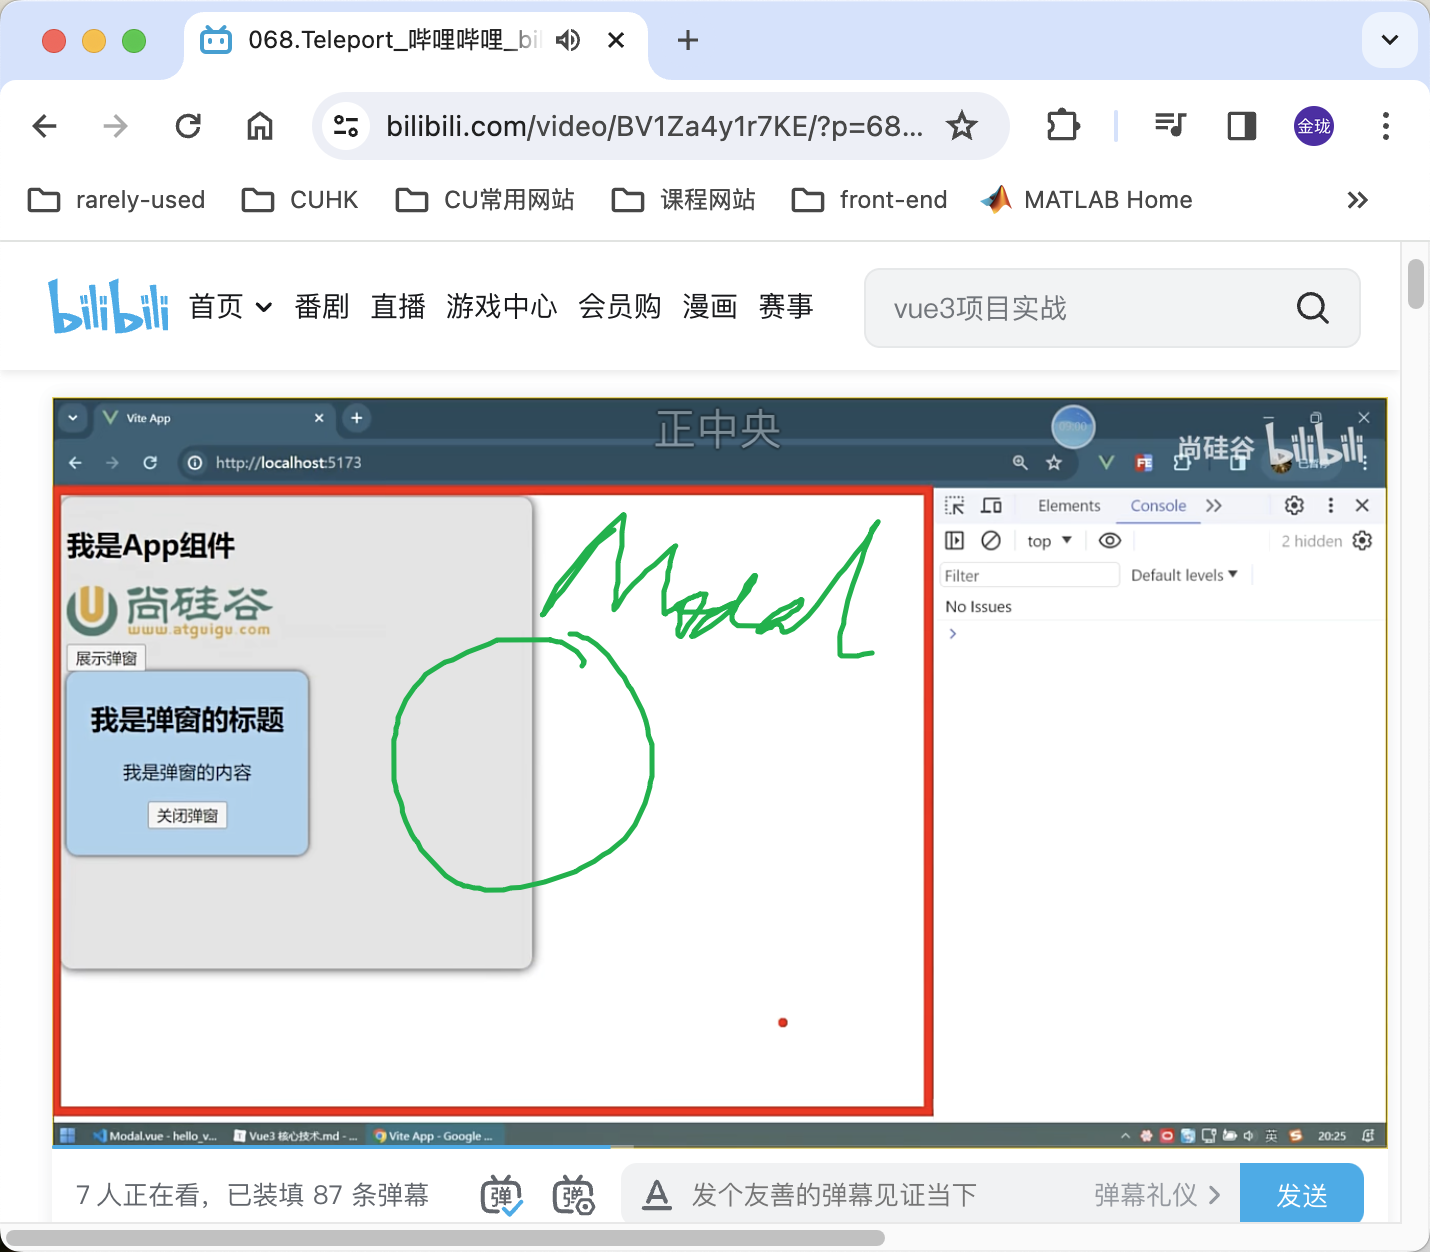 068.Teleport_哔哩哔哩_bil
bilibili.com/video/BV1Za4y1r7KE/?p=68...
金珑
rarely-used
CUHK
CU常用网站
课程网站
front-end
MATLAB Home
bilibili
首页 番剧 直播 游戏中心 会员购 漫画 赛事
vue3项目实战
Vite App
正中央
09:00
尚硅谷 bilibili
http://localhost:5173
FE
我是App组件
尚硅谷
www.atguigu.com
展示弹窗
我是弹窗的标题
我是弹窗的内容
关闭弹窗
Modal
Elements Console
top
2 hidden
Filter
Default levels
No Issues
Modal.vue - hello_v...
Vue3 核心技术.md - ...
Vite App - Google ...
英
20:25
7 人正在看, 已装填 87 条弹幕
弹
弹
发个友善的弹幕见证当下
弹幕礼仪
发送